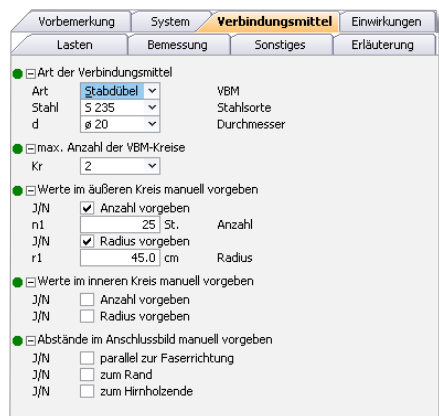 Vorbemerkung System Verbindungsmittel Einwirkungen
Lasten Bemessung Sonstiges Erläuterung
Art der Verbindungsmittel
Art Stabdübel VBM
Stahl S 235 Stahlsorte
d ø 20 Durchmesser
max. Anzahl der VBM-Kreise
Kr 2
Werte im äußeren Kreis manuell vorgeben
J/N Anzahl vorgeben
n1 25 St. Anzahl
J/N Radius vorgeben
r1 45.0 cm Radius
Werte im inneren Kreis manuell vorgeben
J/N Anzahl vorgeben
J/N Radius vorgeben
Abstände im Anschlussbild manuell vorgeben
J/N parallel zur Faserrichtung
J/N zum Rand
J/N zum Hirnholzende